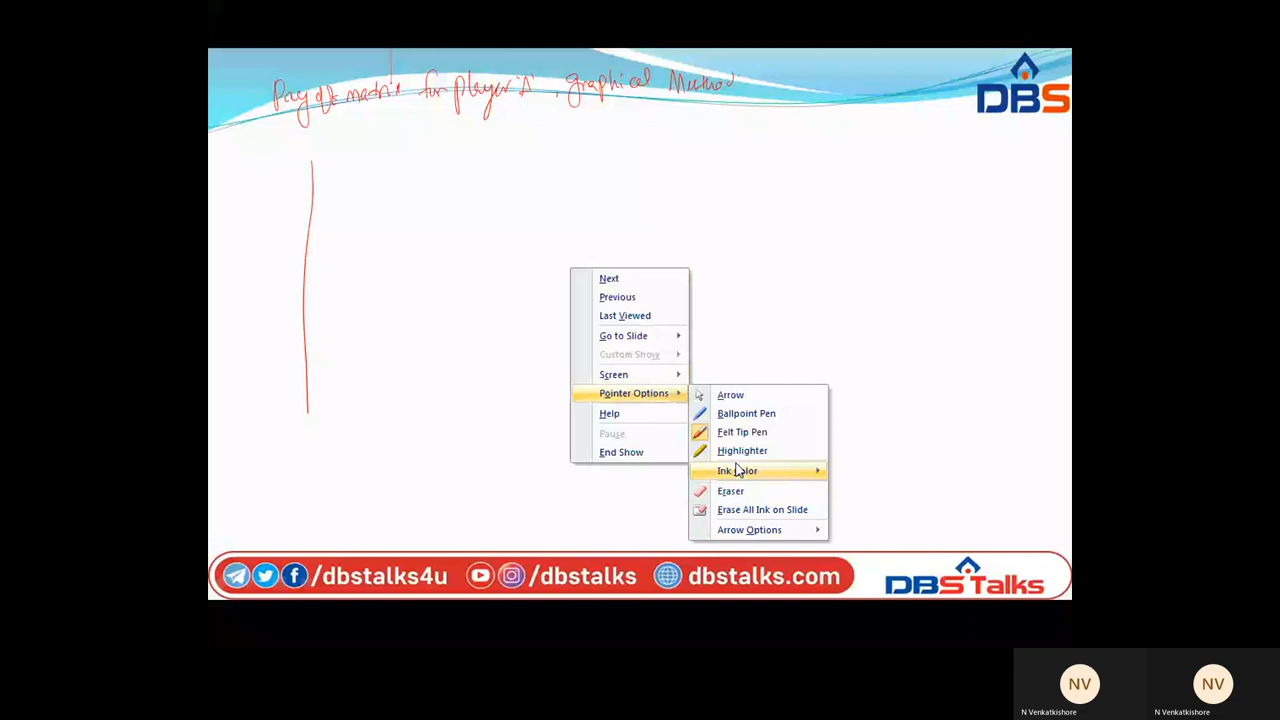 Pay off matrix for player 'A', graphical Method
DBS
Next
Previous
Last Viewed
Go to Slide
Custom Show
Screen
Pointer Options
Help
Pause
End Show
Arrow
Ballpoint Pen
Felt Tip Pen
Highlighter
Ink Color
Eraser
Erase All Ink on Slide
Arrow Options
/dbstalks4u /dbstalks dbstalks.com
DBS Talks
NV NV
N Venkatkishore N Venkatkishore